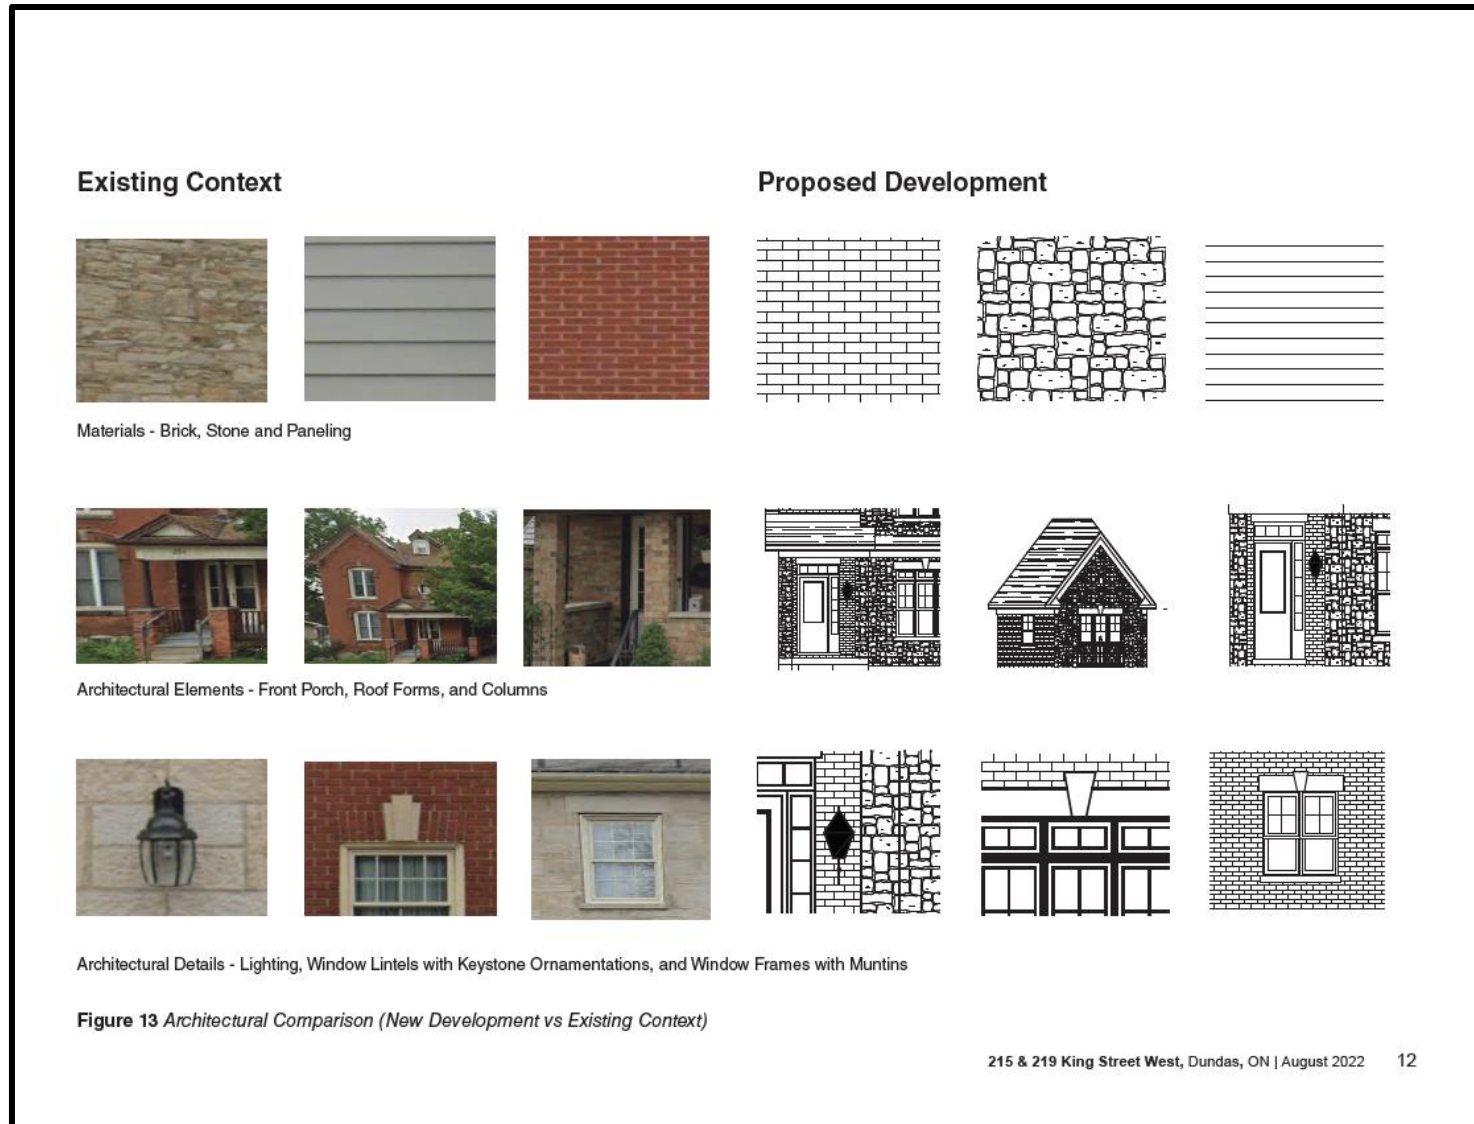 Existing Context
Proposed Development
Materials - Brick, Stone and Paneling
Architectural Elements - Front Porch, Roof Forms, and Columns
Architectural Details - Lighting, Window Lintels with Keystone Ornamentations, and Window Frames with Muntins
Figure 13 Architectural Comparison (New Development vs Existing Context)
215 & 219 King Street West, Dundas, ON | August 2022 12